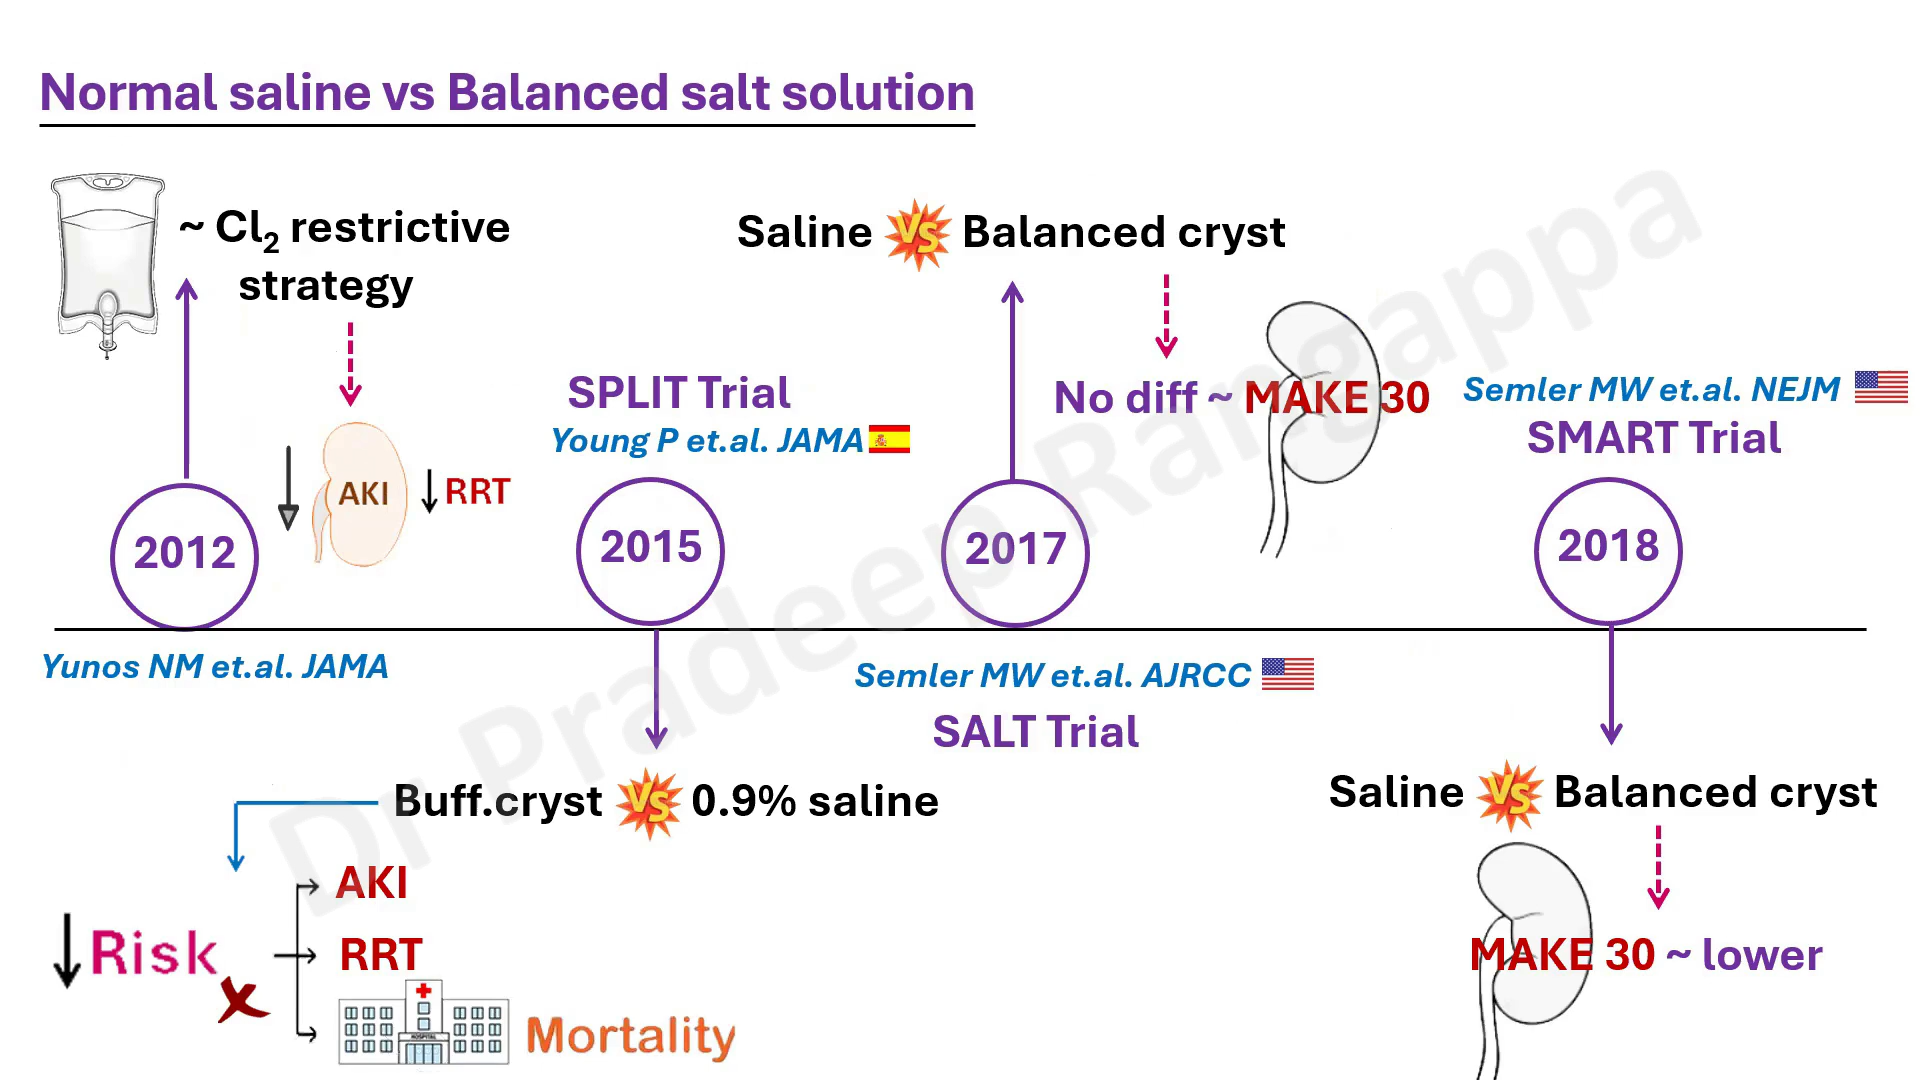 Normal saline vs Balanced salt solution
~ Cl₂ restrictive
strategy
AKI
RRT
2012
Yunos NM et.al. JAMA
SPLIT Trial
Young P et.al. JAMA
2015
Buff.cryst VS 0.9% saline
Risk
AKI
RRT
HOSPITAL
Mortality
Saline VS Balanced cryst
No diff ~ MAKE 30
2017
Semler MW et.al. AJRCC
SALT Trial
Semler MW et.al. NEJM
SMART Trial
2018
Saline VS Balanced cryst
MAKE 30 ~ lower
Dr Pradeep Rangappa